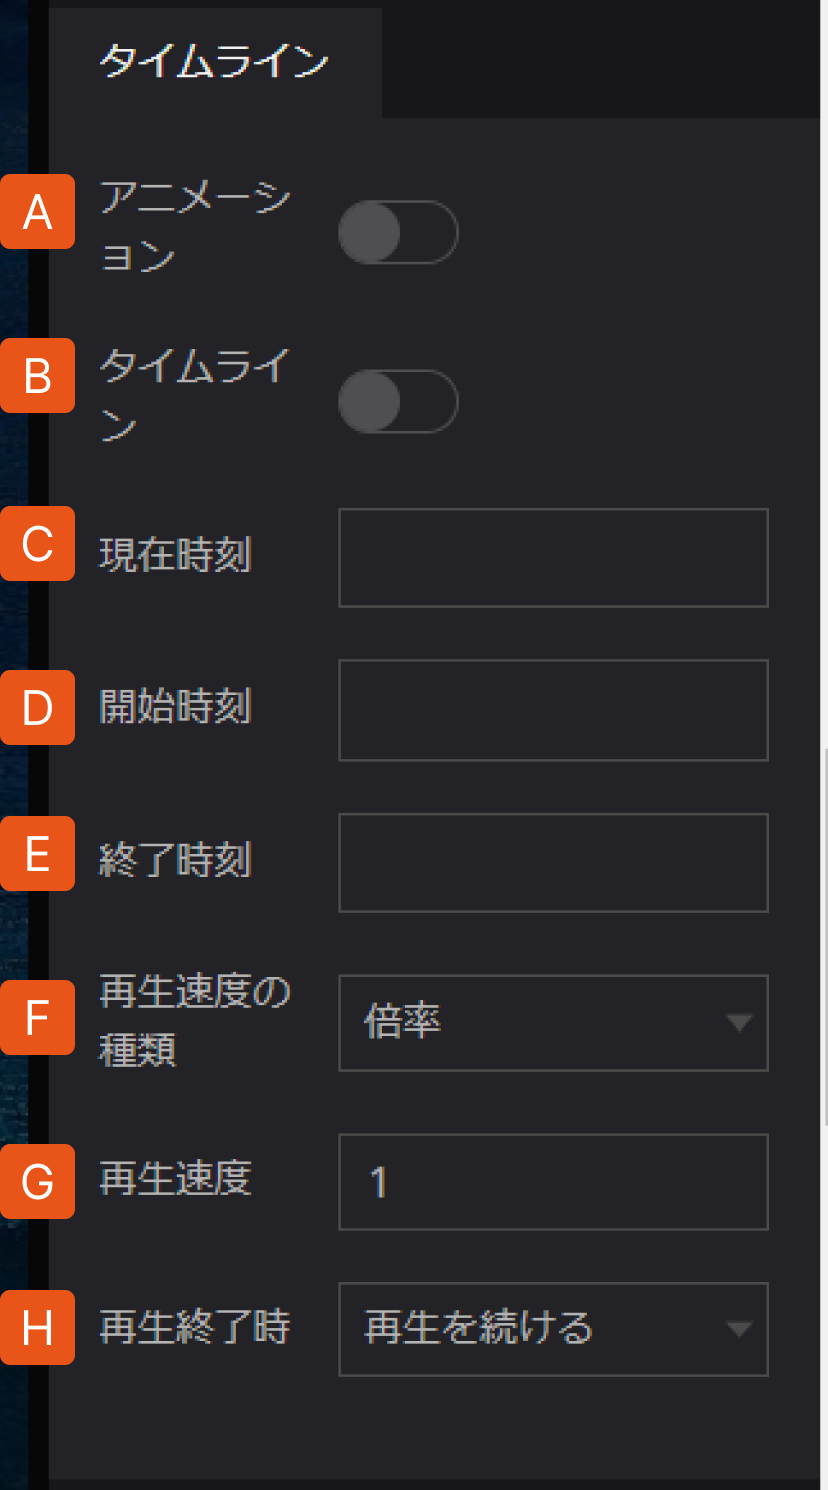 タイムライン
A
アニメーシ
ョン
B
タイムライ
ン
C
現在時刻
D
開始時刻
E
終了時刻
F
再生速度の
種類
倍率
G
再生速度
1
H
再生終了時
再生を続ける